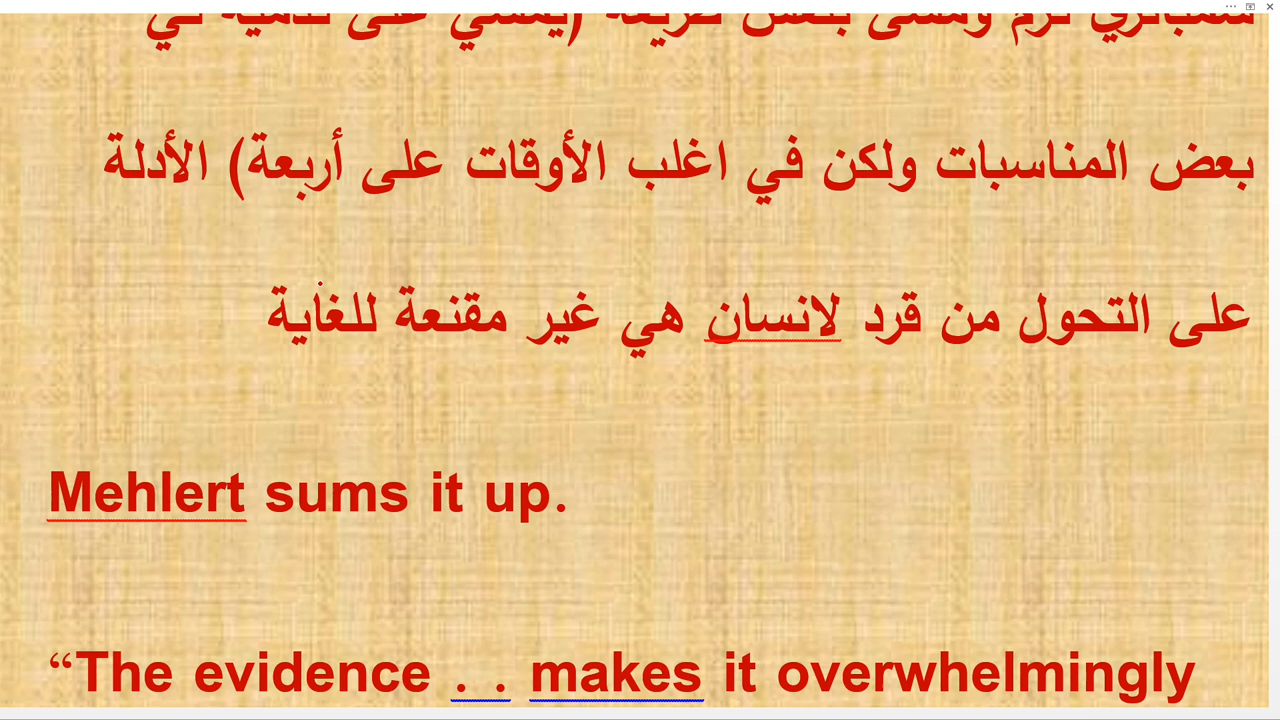 بعض المناسبات ولكن في اغلب الأوقات على أربعة) الأدلة
على التحول من قرد لانسان هي غير مقنعة للغاية
Mehlert sums it up.
“The evidence . . makes it overwhelmingly